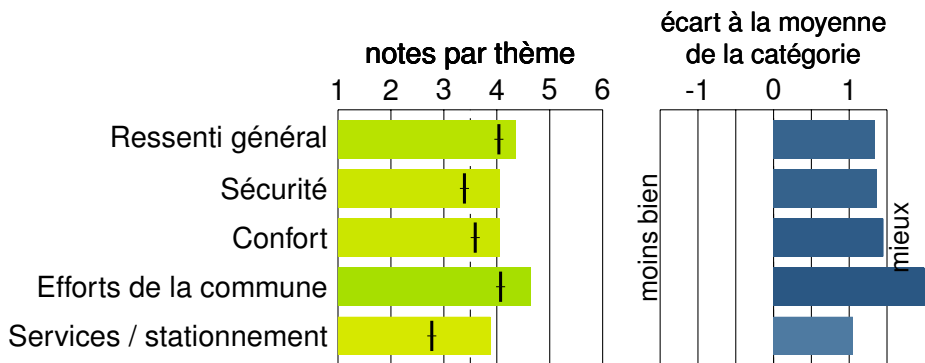 notes par thème
1 2 3 4 5 6
écart à la moyenne
de la catégorie
-1 0 1
Ressenti général
Sécurité
Confort
Efforts de la commune
Services / stationnement
moins bien
mieux